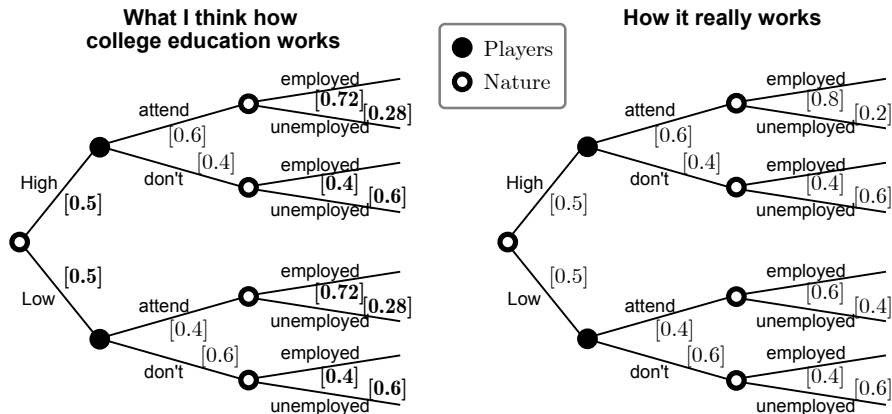 What I think how
college education works
How it really works
Players
Nature
employed
[0.72]
[0.28]
unemployed
attend
[0.6]
[0.4]
don't
employed
[0.4]
[0.6]
unemployed
High
[0.5]
[0.5]
Low
employed
[0.72]
[0.28]
unemployed
attend
[0.4]
[0.6]
don't
employed
[0.4]
[0.6]
unemployed
employed
[0.8]
[0.2]
unemployed
attend
[0.6]
[0.4]
don't
employed
[0.4]
[0.6]
unemployed
High
[0.5]
[0.5]
Low
employed
[0.6]
[0.4]
unemployed
attend
[0.4]
[0.6]
don't
employed
[0.4]
[0.6]
unemployed